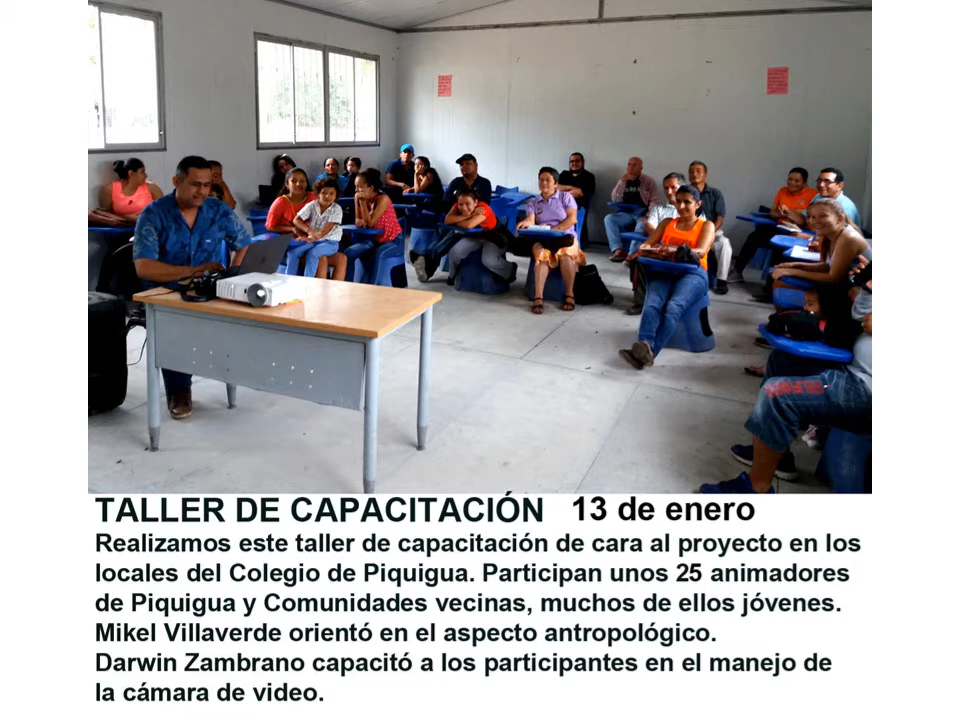 TALLER DE CAPACITACIÓN 13 de enero
Realizamos este taller de capacitación de cara al proyecto en los
locales del Colegio de Piquigua. Participan unos 25 animadores
de Piquigua y Comunidades vecinas, muchos de ellos jóvenes.
Mikel Villaverde orientó en el aspecto antropológico.
Darwin Zambrano capacitó a los participantes en el manejo de
la cámara de video.